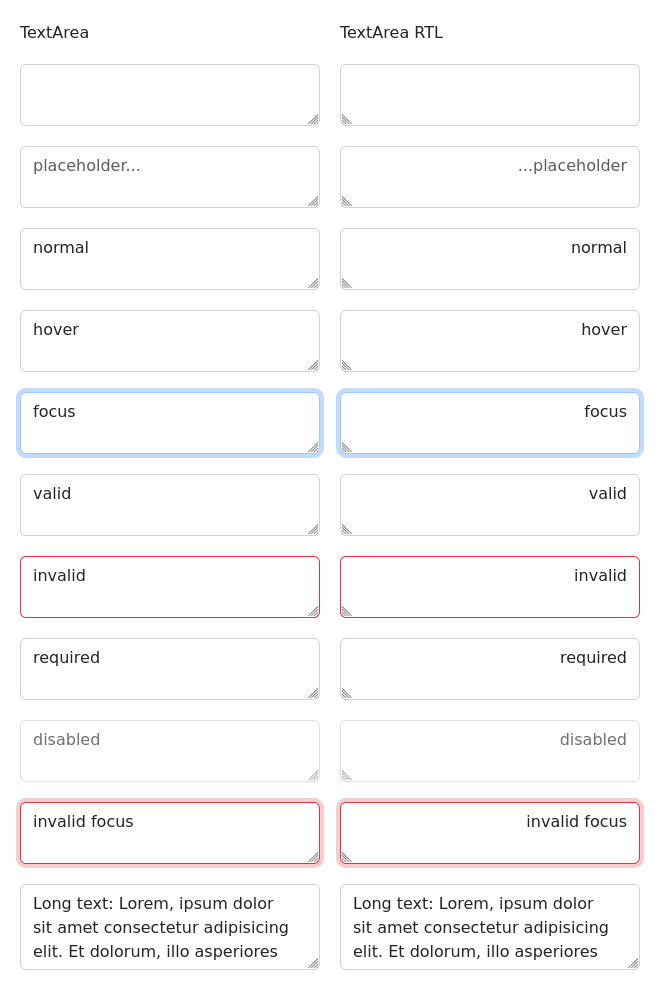 TextArea
TextArea RTL
placeholder...
...placeholder
normal
normal
hover
hover
focus
focus
valid
valid
invalid
invalid
required
required
disabled
disabled
invalid focus
invalid focus
Long text: Lorem, ipsum dolor
sit amet consectetur adipisicing
elit. Et dolorum, illo asperiores
Long text: Lorem, ipsum dolor
sit amet consectetur adipisicing
elit. Et dolorum, illo asperiores